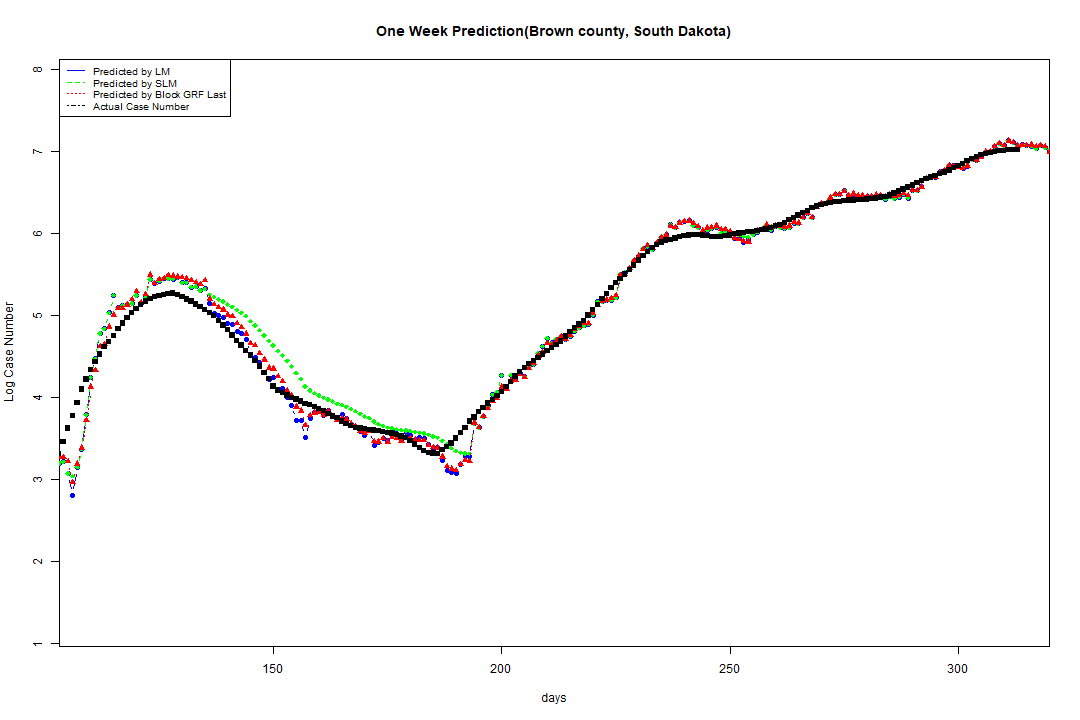 One Week Prediction(Brown county, South Dakota)
Predicted by LM
Predicted by SLM
Predicted by Block GRF Last
Actual Case Number
8
7
6
5
4
3
2
1
Log Case Number
150
200
250
300
days